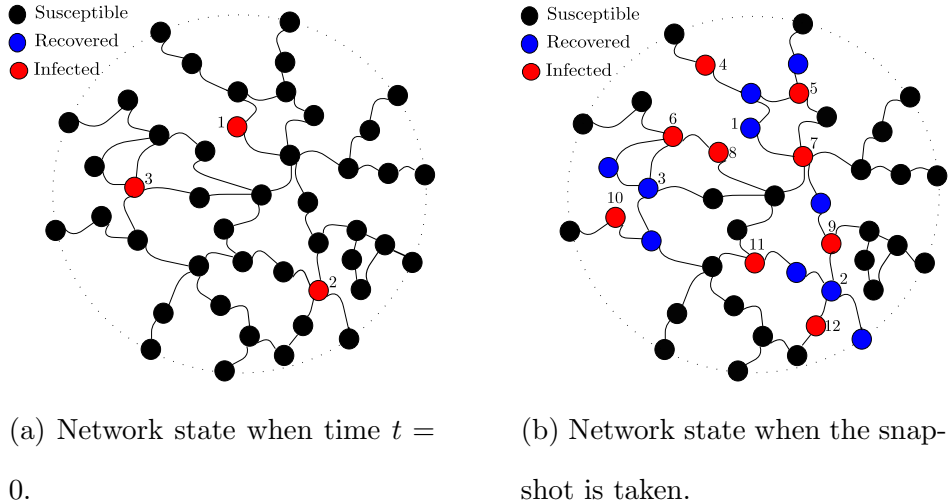 Susceptible
Recovered
Infected
1
3
2
(a) Network state when time t =
0.
Susceptible
Recovered
Infected
4
5
1
6
7
8
3
10
9
11
2
12
(b) Network state when the snap-
shot is taken.